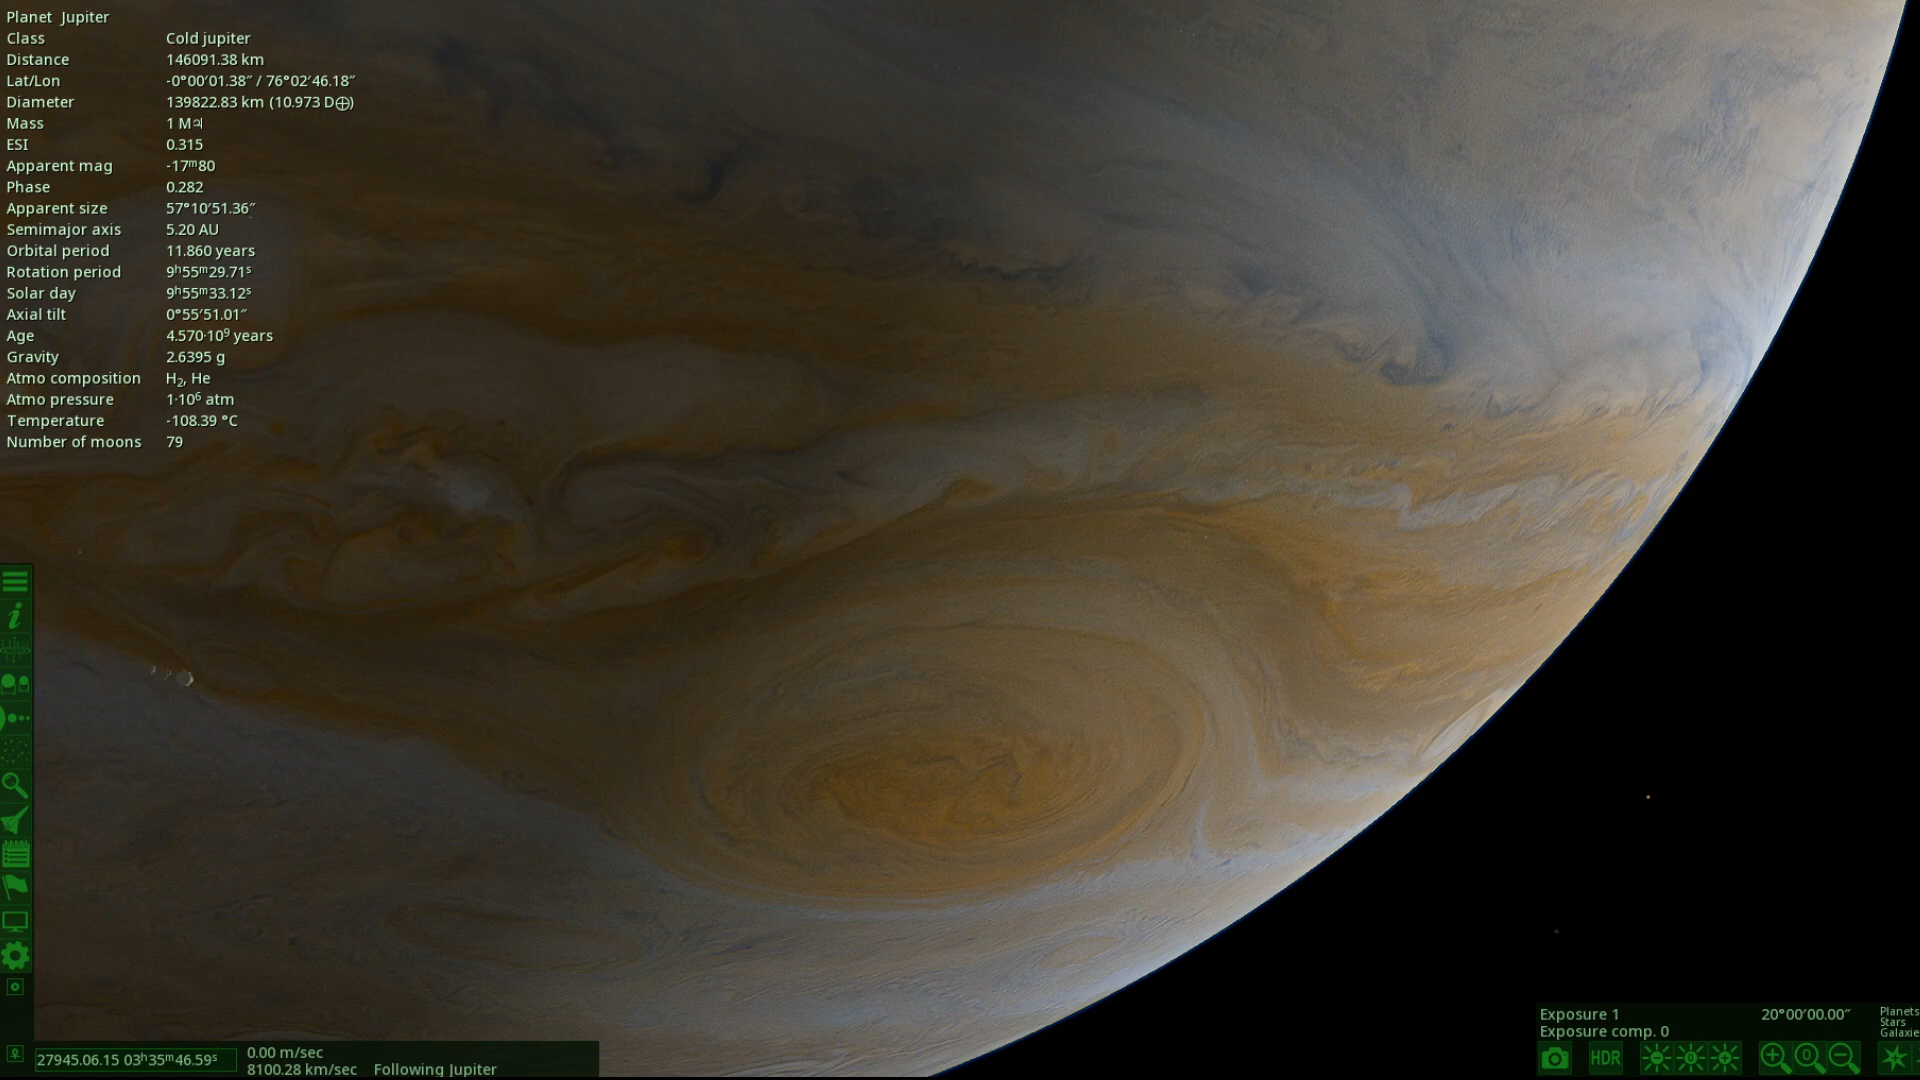 Planet Jupiter
Class Cold jupiter
Distance 146091.38 km
Lat/Lon -0°00′01.38″ / 76°02′46.18″
Diameter 139822.83 km (10.973 D⊕)
Mass 1 M♃
ESI 0.315
Apparent mag -17ᵐ80
Phase 0.282
Apparent size 57°10′51.36″
Semimajor axis 5.20 AU
Orbital period 11.860 years
Rotation period 9ʰ55ᵐ29.71ˢ
Solar day 9ʰ55ᵐ33.12ˢ
Axial tilt 0°55′51.01″
Age 4.570·10⁹ years
Gravity 2.6395 g
Atmo composition H₂, He
Atmo pressure 1·10⁶ atm
Temperature -108.39 °C
Number of moons 79
27945.06.15 03ʰ35ᵐ46.59ˢ
0.00 m/sec
8100.28 km/sec Following Jupiter
Exposure 1 20°00′00.00″
Exposure comp. 0
Planets
Stars
Galaxie
HDR
0
0